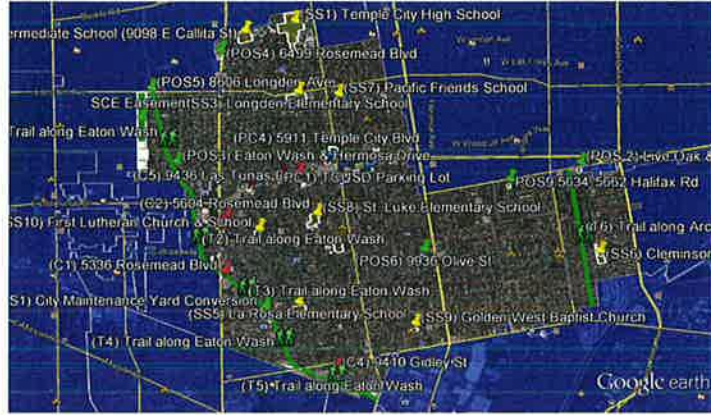 (SS1) Temple City High School
ermediate School (9098 E Callita St)
(POS4) 6499 Rosemead Blvd
(POS5) 8606 Longden Ave
(SS7) Pacific Friends School
SCE Easement(SS3) Longden Elementary School
Trail along Eaton Wash
(PC4) 5911 Temple City Blvd
(POS3) Eaton Wash & Hermosa Drive
(POS 2) Live Oak &
(C5) 9436 Las Tunas
(PC1) TCUSD Parking Lot
POS9 5634, 5662 Halifax Rd
(C2) 5604 Rosemead Blvd
(SS8) St. Luke Elementary School
SS10) First Lutheran Church & School
(T6) Trail along Arc
(T2) Trail along Eaton Wash
(SS6) Cleminson
(C1) 5336 Rosemead Blvd
(POS6) 9936 Olive St
(T3) Trail along Eaton Wash
S1) City Maintenance Yard Conversion
(SS5) La Rosa Elementary School
(SS9) Golden West Baptist Church
(T4) Trail along Eaton Wash
(C4) 9410 Gidley St
(T5) Trail along Eaton Wash
Google earth